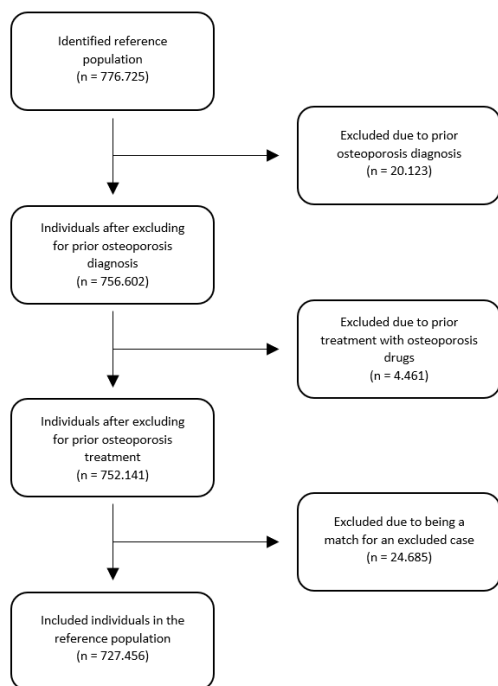 Identified reference
population
(n = 776.725)
Excluded due to prior
osteoporosis diagnosis
(n = 20.123)
Individuals after excluding
for prior osteoporosis
diagnosis
(n = 756.602)
Excluded due to prior
treatment with osteoporosis
drugs
(n = 4.461)
Individuals after excluding
for prior osteoporosis
treatment
(n = 752.141)
Excluded due to being a
match for an excluded case
(n = 24.685)
Included individuals in the
reference population
(n = 727.456)